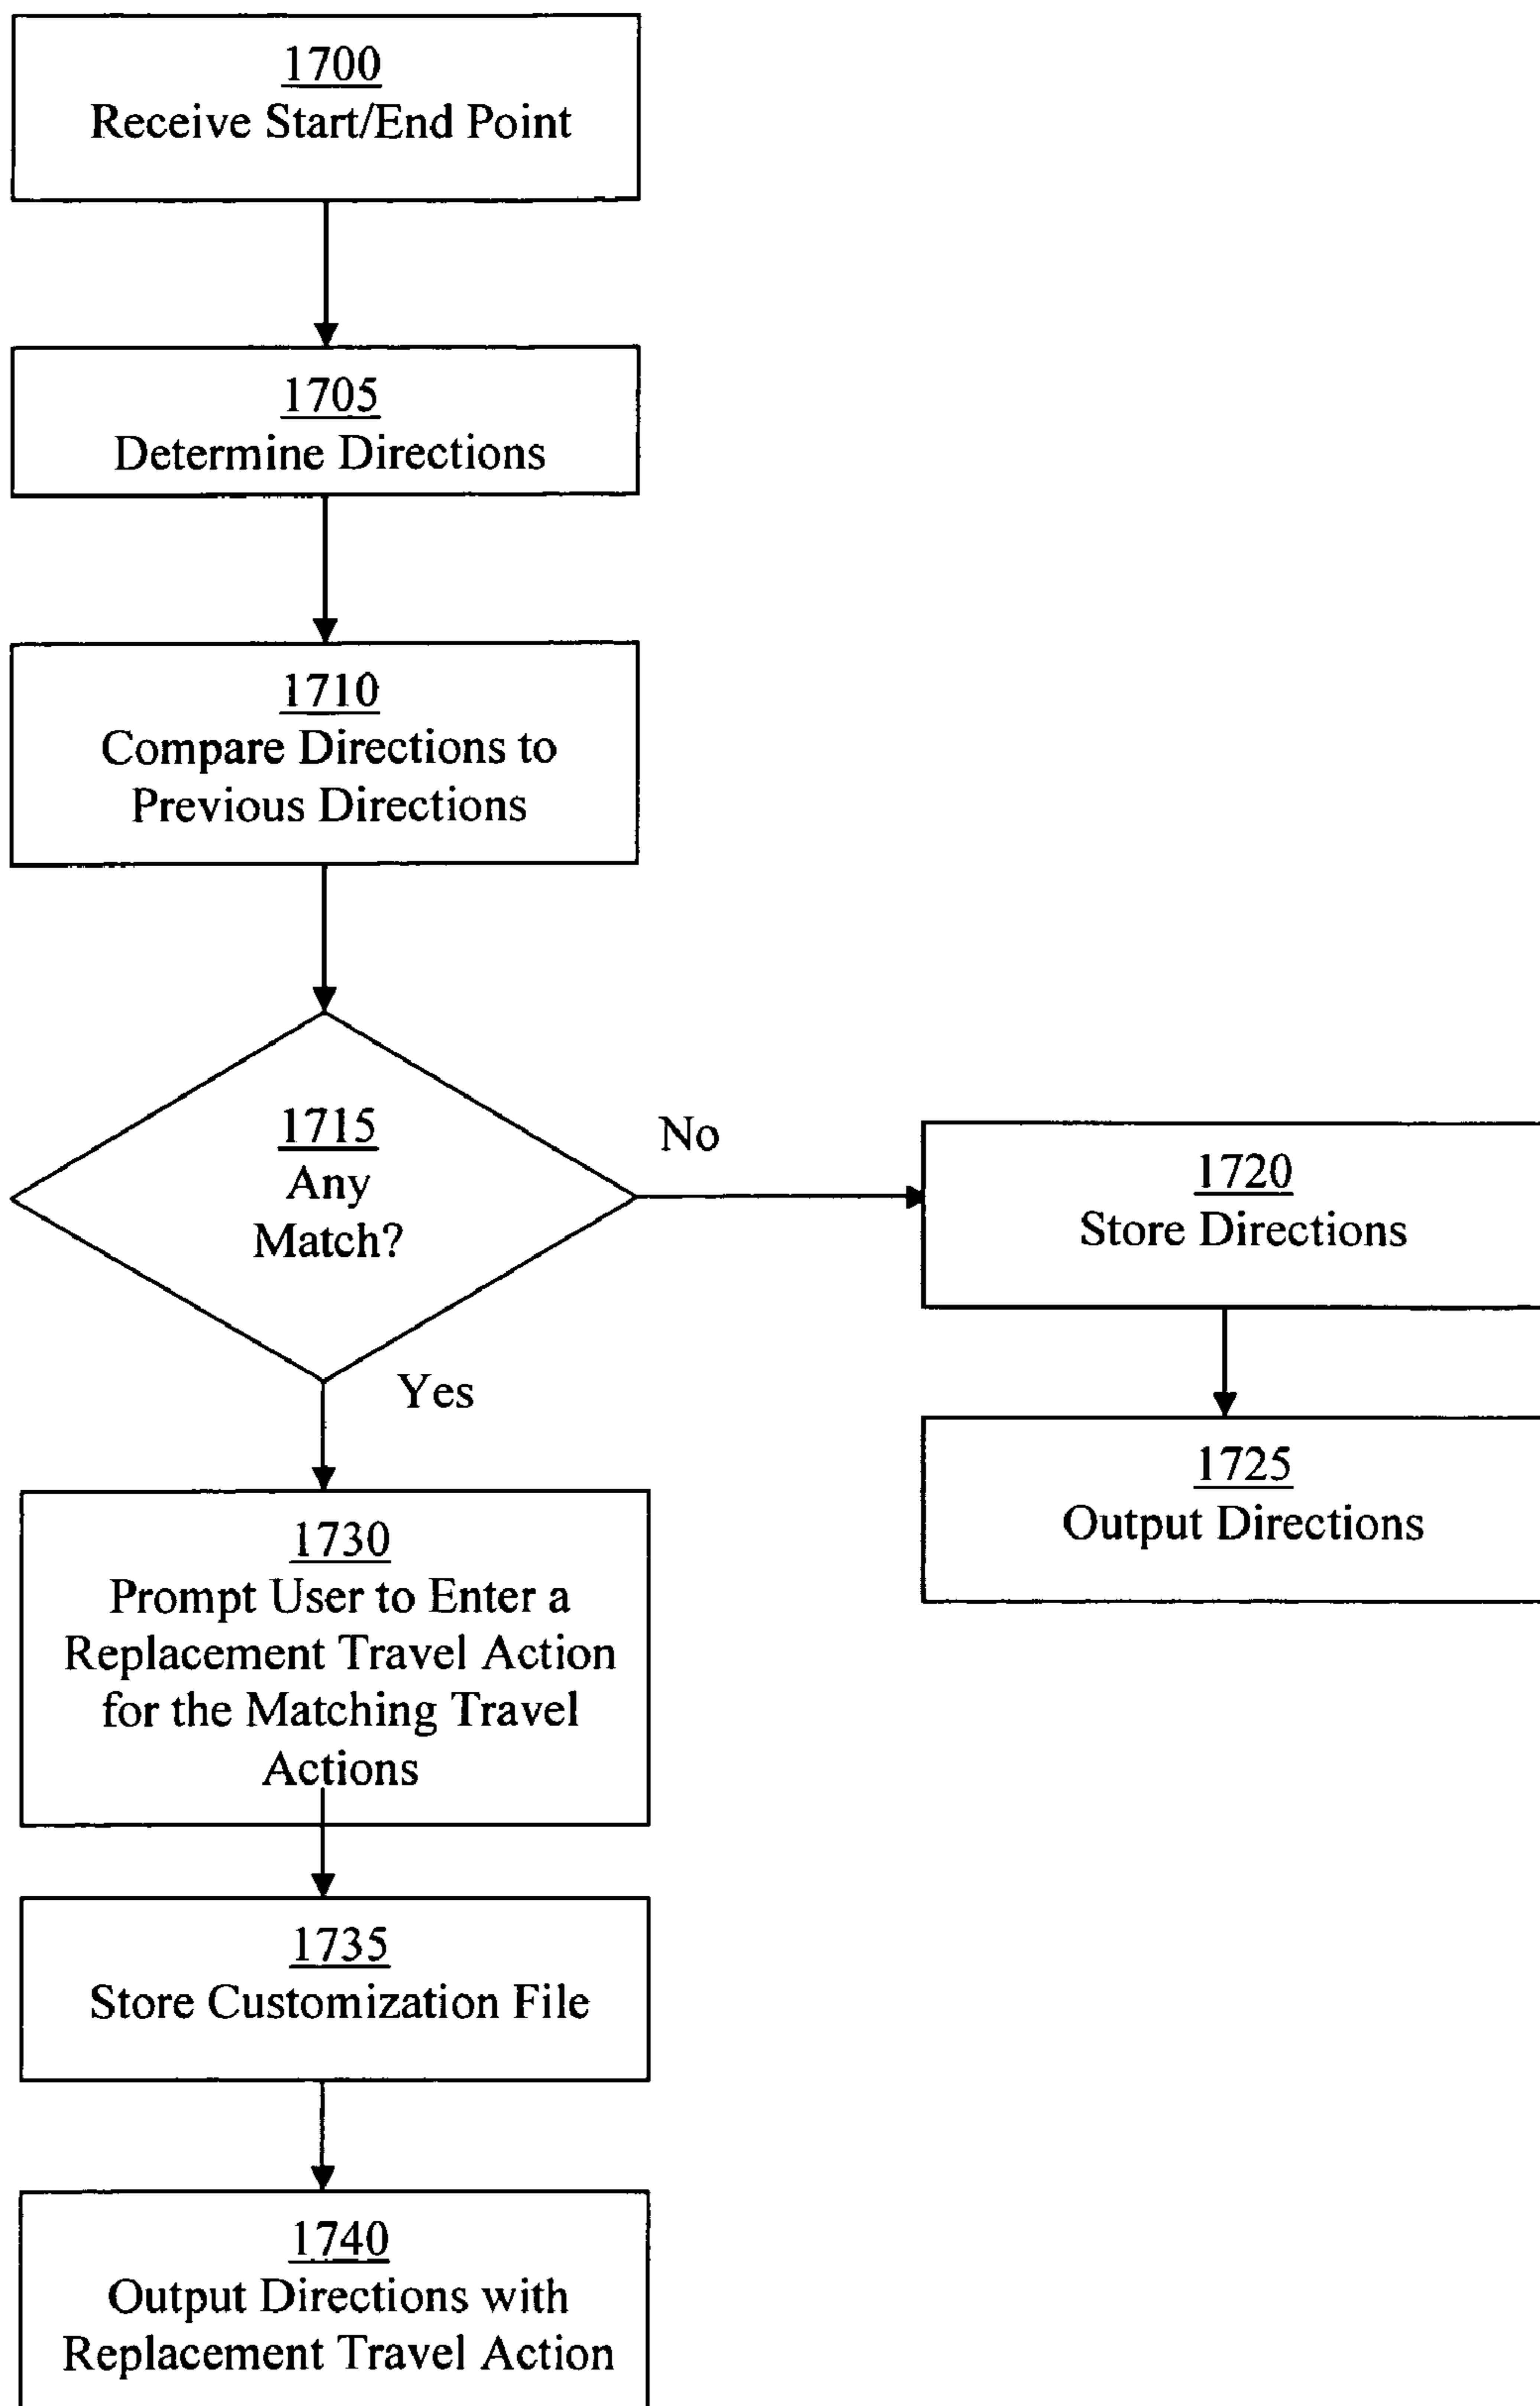 1700
Receive Start/End Point
1705
Determine Directions
1710
Compare Directions to
Previous Directions
1715
Any
Match?
No
Yes
1720
Store Directions
1725
Output Directions
1730
Prompt User to Enter a
Replacement Travel Action
for the Matching Travel
Actions
1735
Store Customization File
1740
Output Directions with
Replacement Travel Action